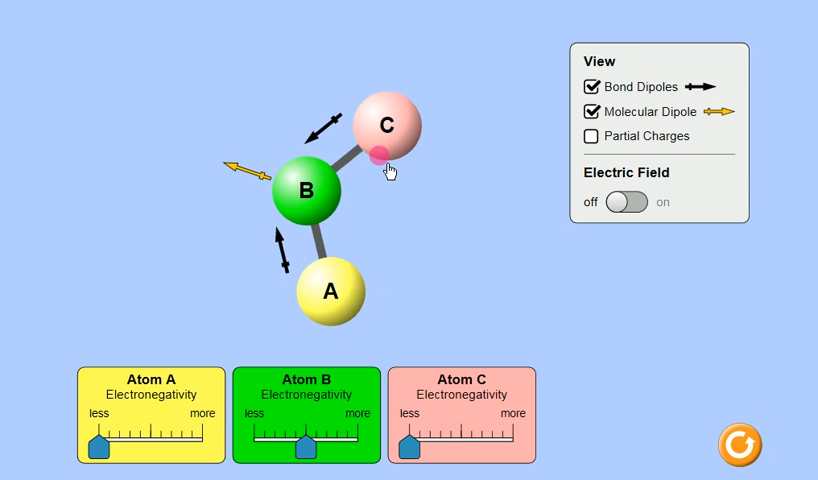 View
Bond Dipoles
Molecular Dipole
Partial Charges
Electric Field
off on
C
B
A
Atom A
Electronegativity
less more
Atom B
Electronegativity
less more
Atom C
Electronegativity
less more